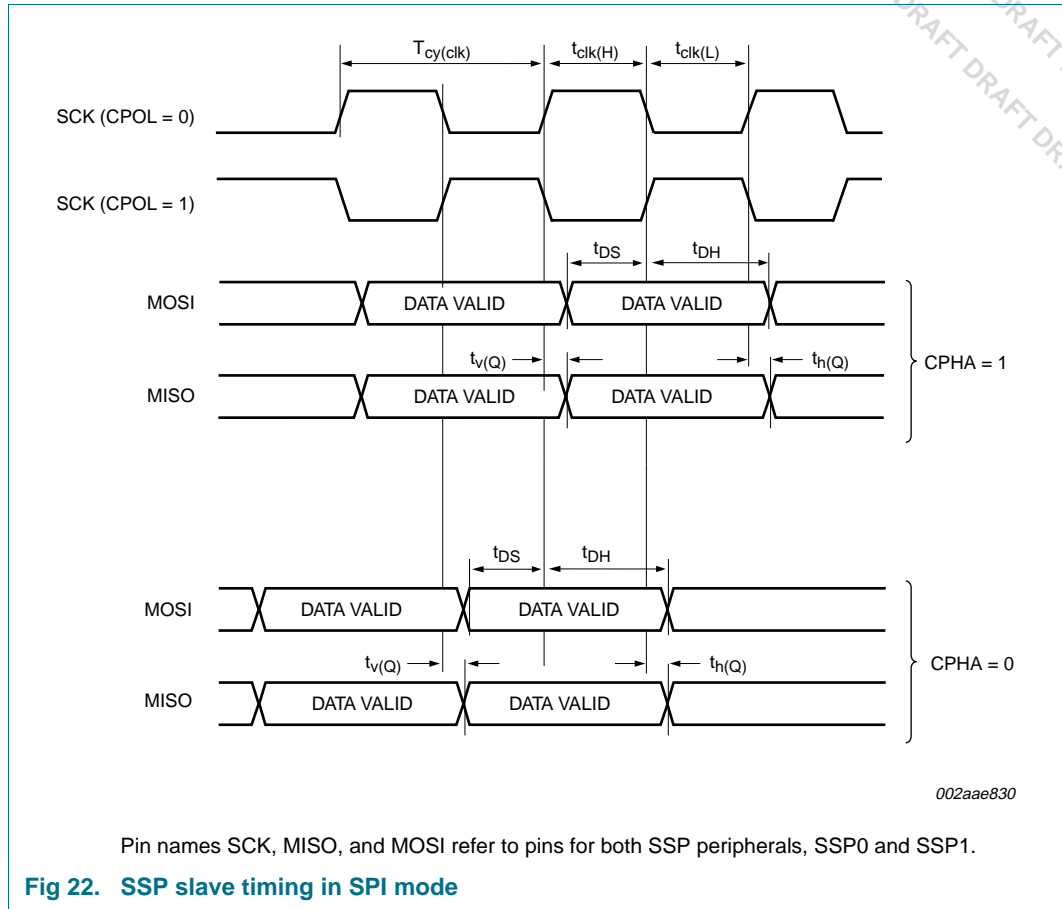 DRAFT
DRAFT DRAFT
DRAFT DRA
Tcy(clk) tclk(H) tclk(L)
SCK (CPOL = 0)
SCK (CPOL = 1)
tDS tDH
MOSI DATA VALID DATA VALID
tv(Q) th(Q)
CPHA = 1
MISO DATA VALID DATA VALID
tDS tDH
MOSI DATA VALID DATA VALID
tv(Q) th(Q)
CPHA = 0
MISO DATA VALID DATA VALID
002aae830
Pin names SCK, MISO, and MOSI refer to pins for both SSP peripherals, SSP0 and SSP1.
Fig 22. SSP slave timing in SPI mode